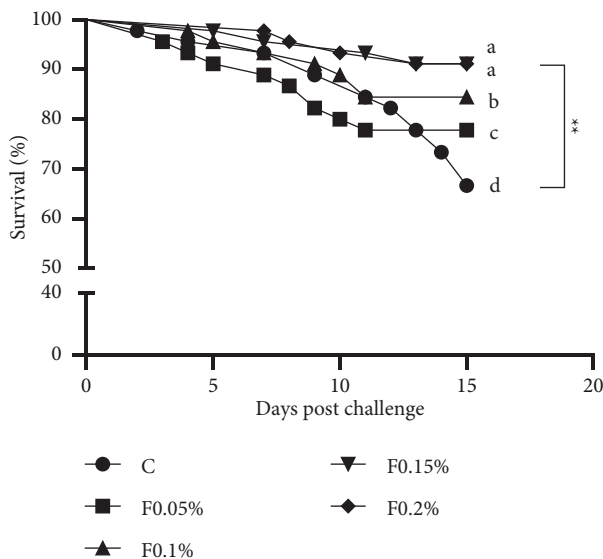 100
90
80
70
60
50
40
0
Survival (%)
0 5 10 15 20
Days post challenge
a
a
b
c
d
**
C
F0.05%
F0.1%
F0.15%
F0.2%